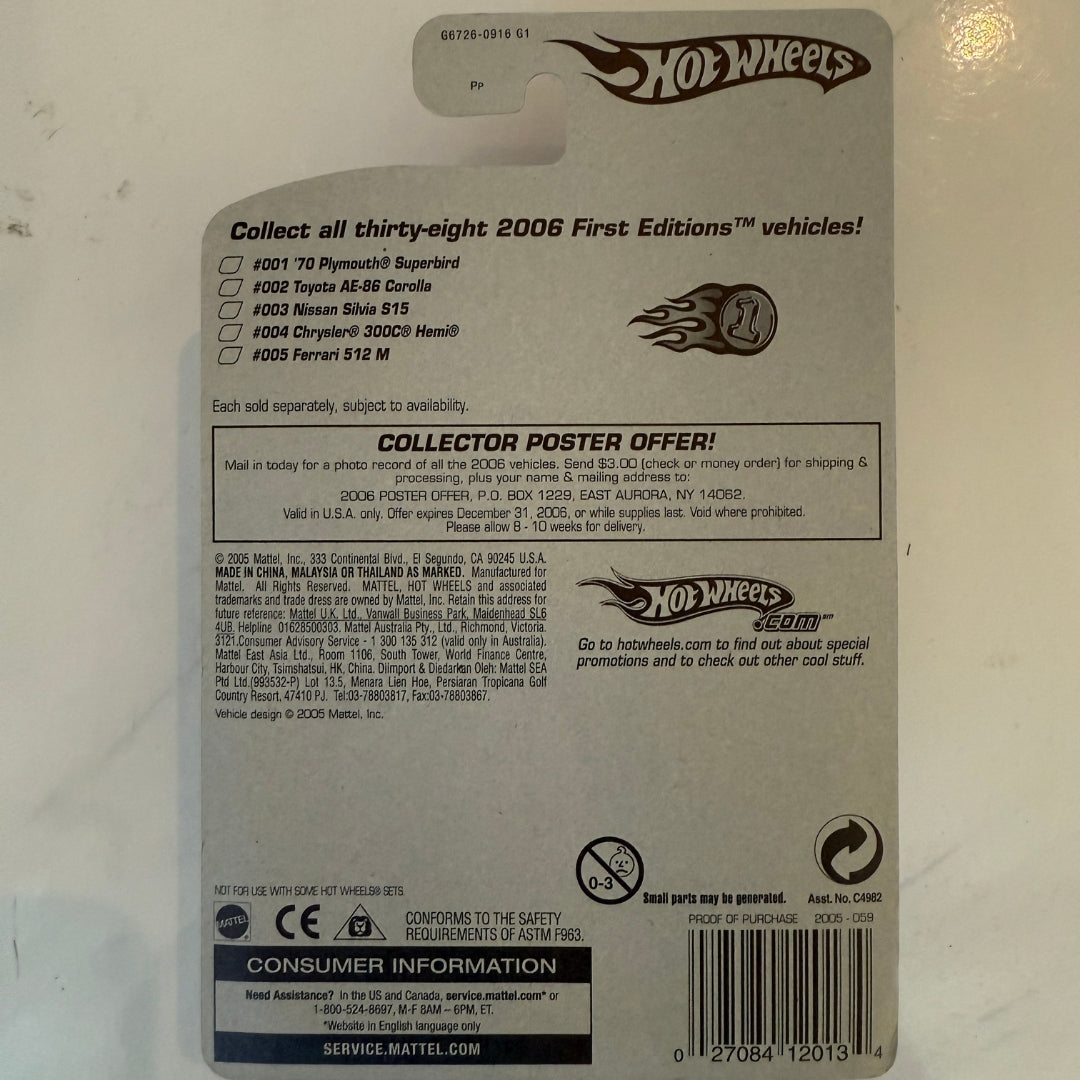 G6726-0916 G1
HOT WHEELS
PP
Collect all thirty-eight 2006 First Editions™ vehicles!
#001 '70 Plymouth® Superbird
#002 Toyota AE-86 Corolla
#003 Nissan Silvia S15
#004 Chrysler® 300C® Hemi®
#005 Ferrari 512 M
1
Each sold separately, subject to availability.
COLLECTOR POSTER OFFER!
Mail in today for a photo record of all the 2006 vehicles. Send $3.00 (check or money order) for shipping &
processing, plus your name & mailing address to:
2006 POSTER OFFER, P.O. BOX 1229, EAST AURORA, NY 14052.
Valid in U.S.A. only. Offer expires December 31, 2006, or while supplies last. Void where prohibited.
Please allow 8 - 10 weeks for delivery.
© 2005 Mattel, Inc., 333 Continental Blvd., El Segundo, CA 90245 U.S.A.
MADE IN CHINA, MALAYSIA OR THAILAND AS MARKED. Manufactured for
Mattel. All Rights Reserved. MATTEL, HOT WHEELS and associated
trademarks and trade dress are owned by Mattel, Inc. Retain this address for
future reference: Mattel U.K. Ltd., Vanwall Business Park, Maidenhead SL6
4UB. Helpline 01628500303. Mattel Australia Pty., Ltd., Richmond, Victoria.
3121.Consumer Advisory Service - 1 300 135 312 (valid only in Australia).
Mattel East Asia Ltd., Room 1106, South Tower, World Finance Centre,
Harbour City, Tsimshatsui, HK, China. Diimport & Diedarkan Oleh: Mattel SEA
Ptd Ltd.(993532-P) Lot 13.5, Menara Lien Hoe, Persiaran Tropicana Golf
Country Resort, 47410 PJ. Tel:03-78803817, Fax:03-78803867.
Vehicle design © 2005 Mattel, Inc.
HOT WHEELS
.com℠
Go to hotwheels.com to find out about special
promotions and to check out other cool stuff.
0-3
Small parts may be generated.
Asst. No. C4982
NOT FOR USE WITH SOME HOT WHEELS® SETS.
MATTEL
CE
CONFORMS TO THE SAFETY
REQUIREMENTS OF ASTM F963.
PROOF OF PURCHASE 2005 - 059
CONSUMER INFORMATION
Need Assistance? In the US and Canada, service.mattel.com* or
1-800-524-8697, M-F 8AM – 6PM, ET.
*Website in English language only
SERVICE.MATTEL.COM
0 27084 12013 4